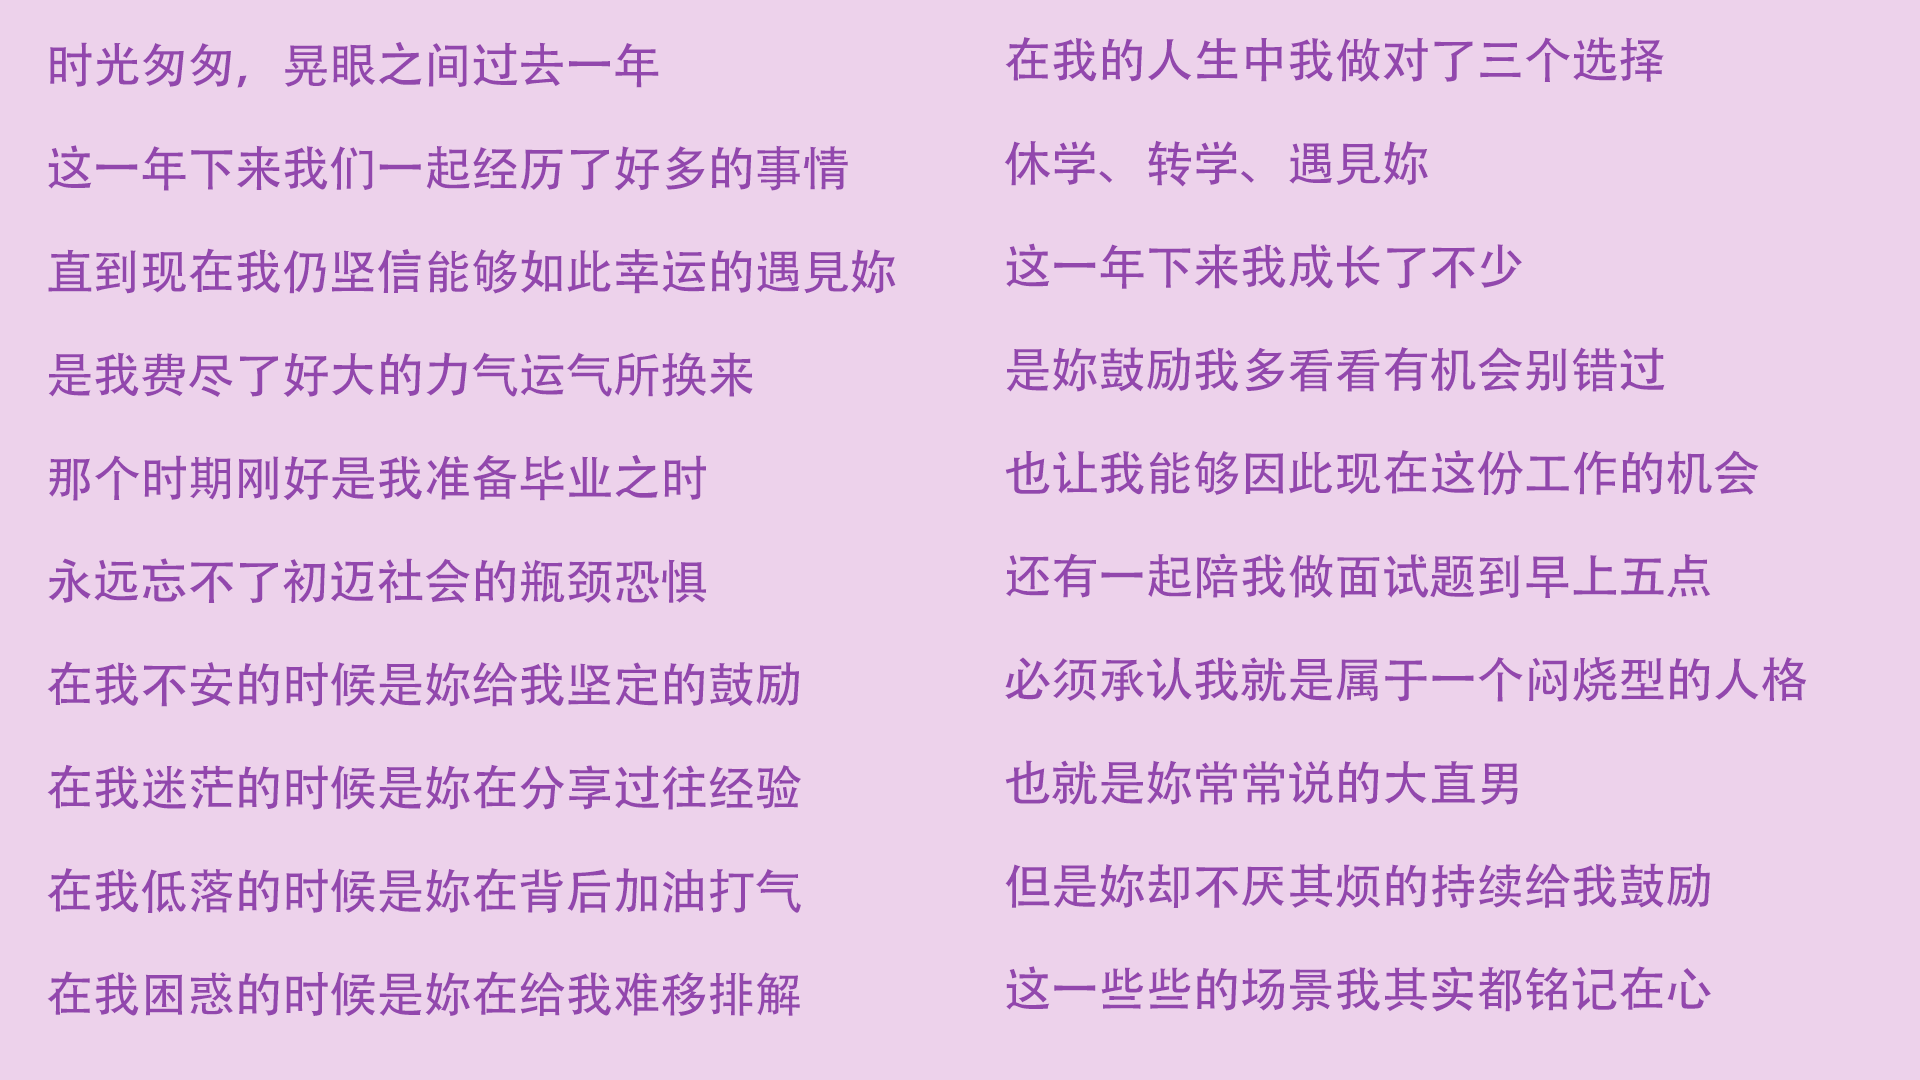 时光匆匆，晃眼之间过去一年
这一年下来我们一起经历了好多的事情
直到现在我仍坚信能够如此幸运的遇見妳
是我费尽了好大的力气运气所换来
那个时期刚好是我准备毕业之时
永远忘不了初迈社会的瓶颈恐惧
在我不安的时候是妳给我坚定的鼓励
在我迷茫的时候是妳在分享过往经验
在我低落的时候是妳在背后加油打气
在我困惑的时候是妳在给我难移排解
在我的人生中我做对了三个选择
休学、转学、遇見妳
这一年下来我成长了不少
是妳鼓励我多看看有机会别错过
也让我能够因此现在这份工作的机会
还有一起陪我做面试题到早上五点
必须承认我就是属于一个闷烧型的人格
也就是妳常常说的大直男
但是妳却不厌其烦的持续给我鼓励
这一些些的场景我其实都铭记在心